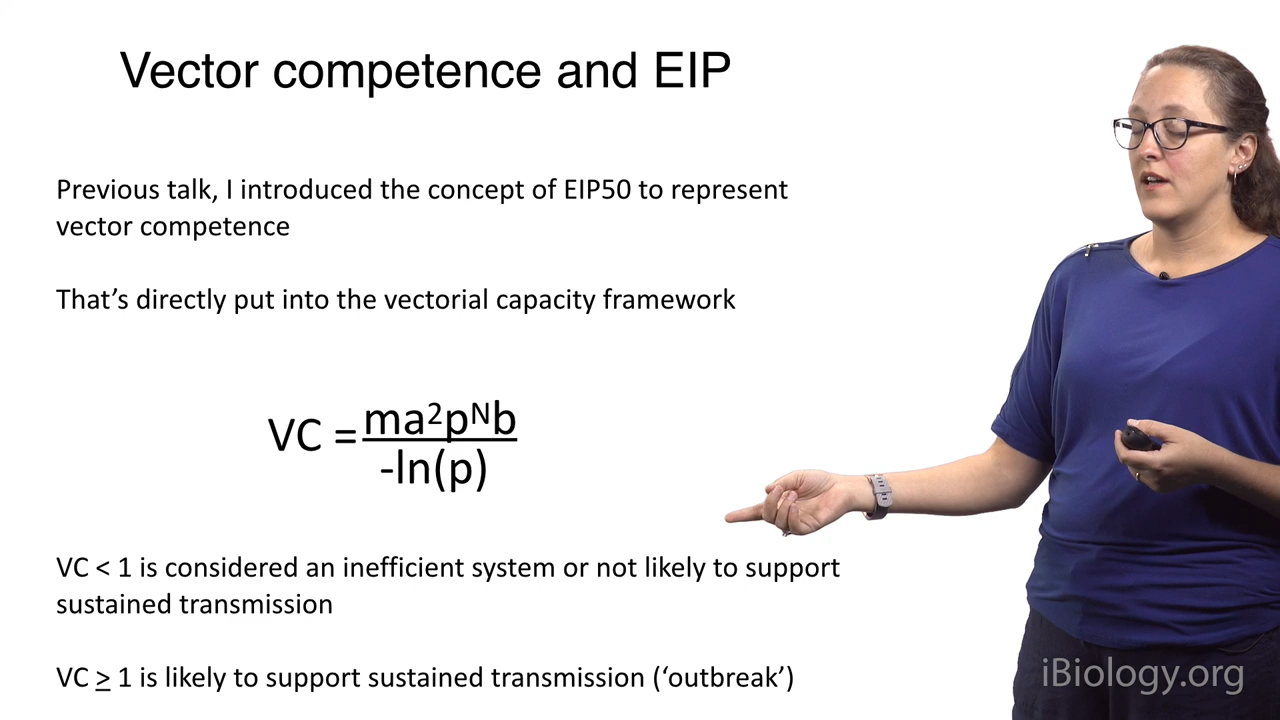 Vector competence and EIP
Previous talk, I introduced the concept of EIP50 to represent
vector competence
That’s directly put into the vectorial capacity framework
VC = ma²pᴺb
-ln(p)
VC < 1 is considered an inefficient system or not likely to support
sustained transmission
VC ≥ 1 is likely to support sustained transmission (‘outbreak’)
iBiology.org